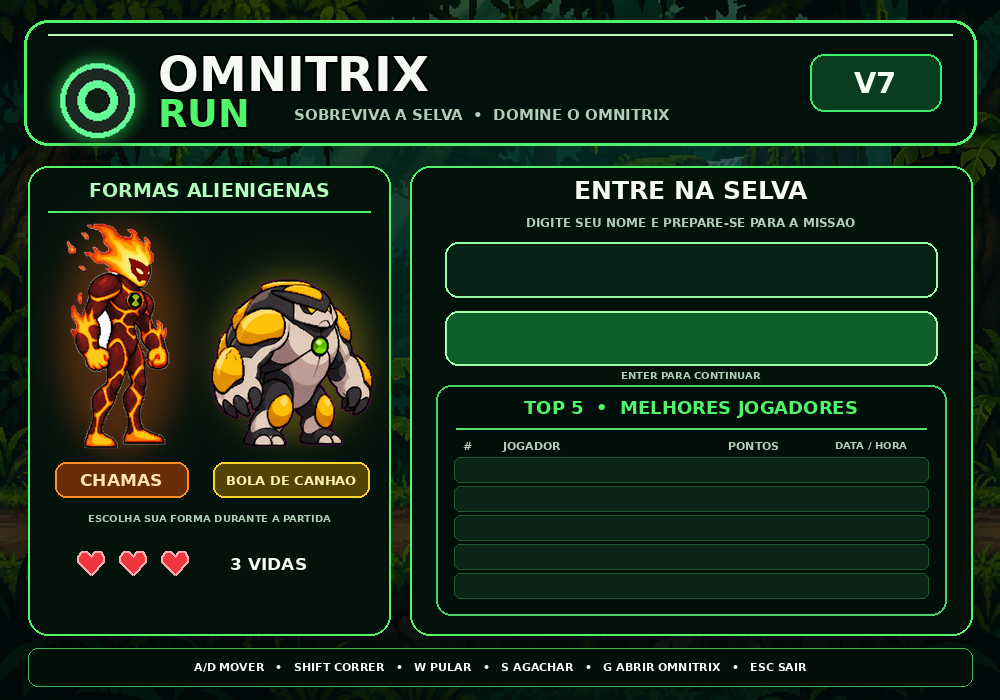 OMNITRIX
RUN
SOBREVIVA A SELVA • DOMINE O OMNITRIX
V7
FORMAS ALIENIGENAS
CHAMAS
BOLA DE CANHAO
ESCOLHA SUA FORMA DURANTE A PARTIDA
3 VIDAS
ENTRE NA SELVA
DIGITE SEU NOME E PREPARE-SE PARA A MISSAO
ENTER PARA CONTINUAR
TOP 5 • MELHORES JOGADORES
# JOGADOR PONTOS DATA / HORA
A/D MOVER • SHIFT CORRER • W PULAR • S AGACHAR • G ABRIR OMNITRIX • ESC SAIR